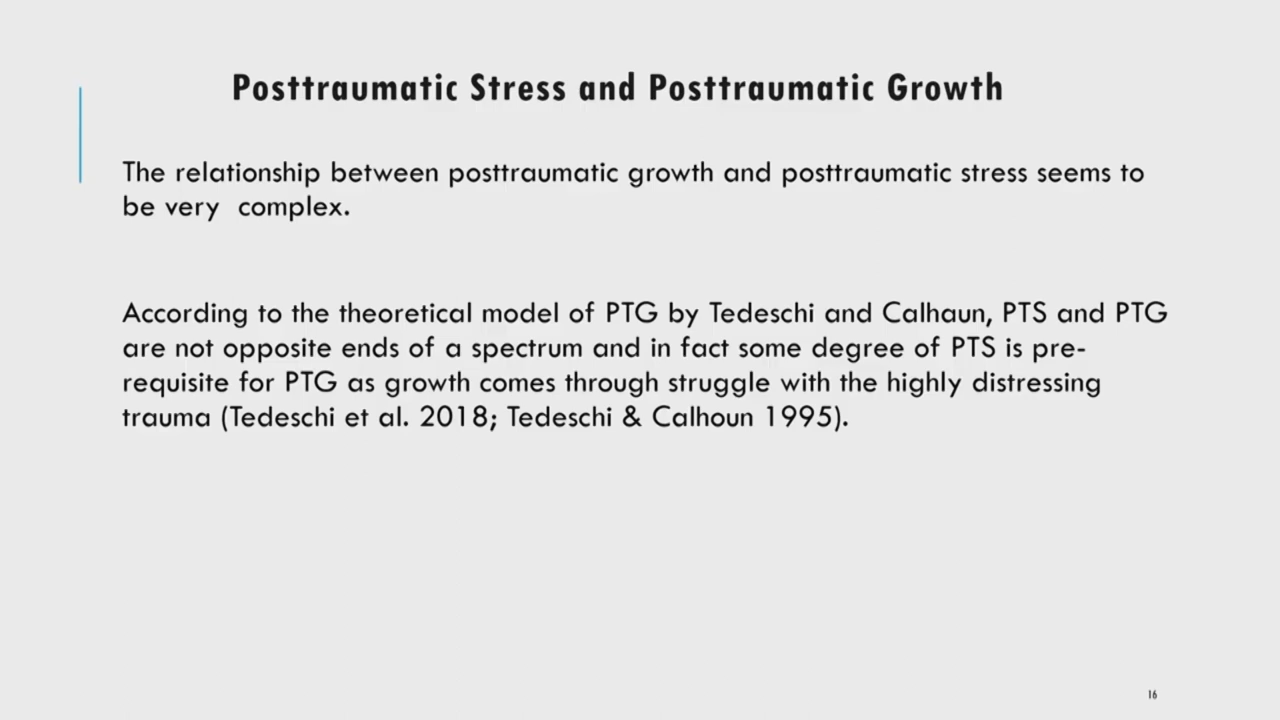 Posttraumatic Stress and Posttraumatic Growth
The relationship between posttraumatic growth and posttraumatic stress seems to
be very complex.
According to the theoretical model of PTG by Tedeschi and Calhaun, PTS and PTG
are not opposite ends of a spectrum and in fact some degree of PTS is pre-
requisite for PTG as growth comes through struggle with the highly distressing
trauma (Tedeschi et al. 2018; Tedeschi & Calhoun 1995).
16